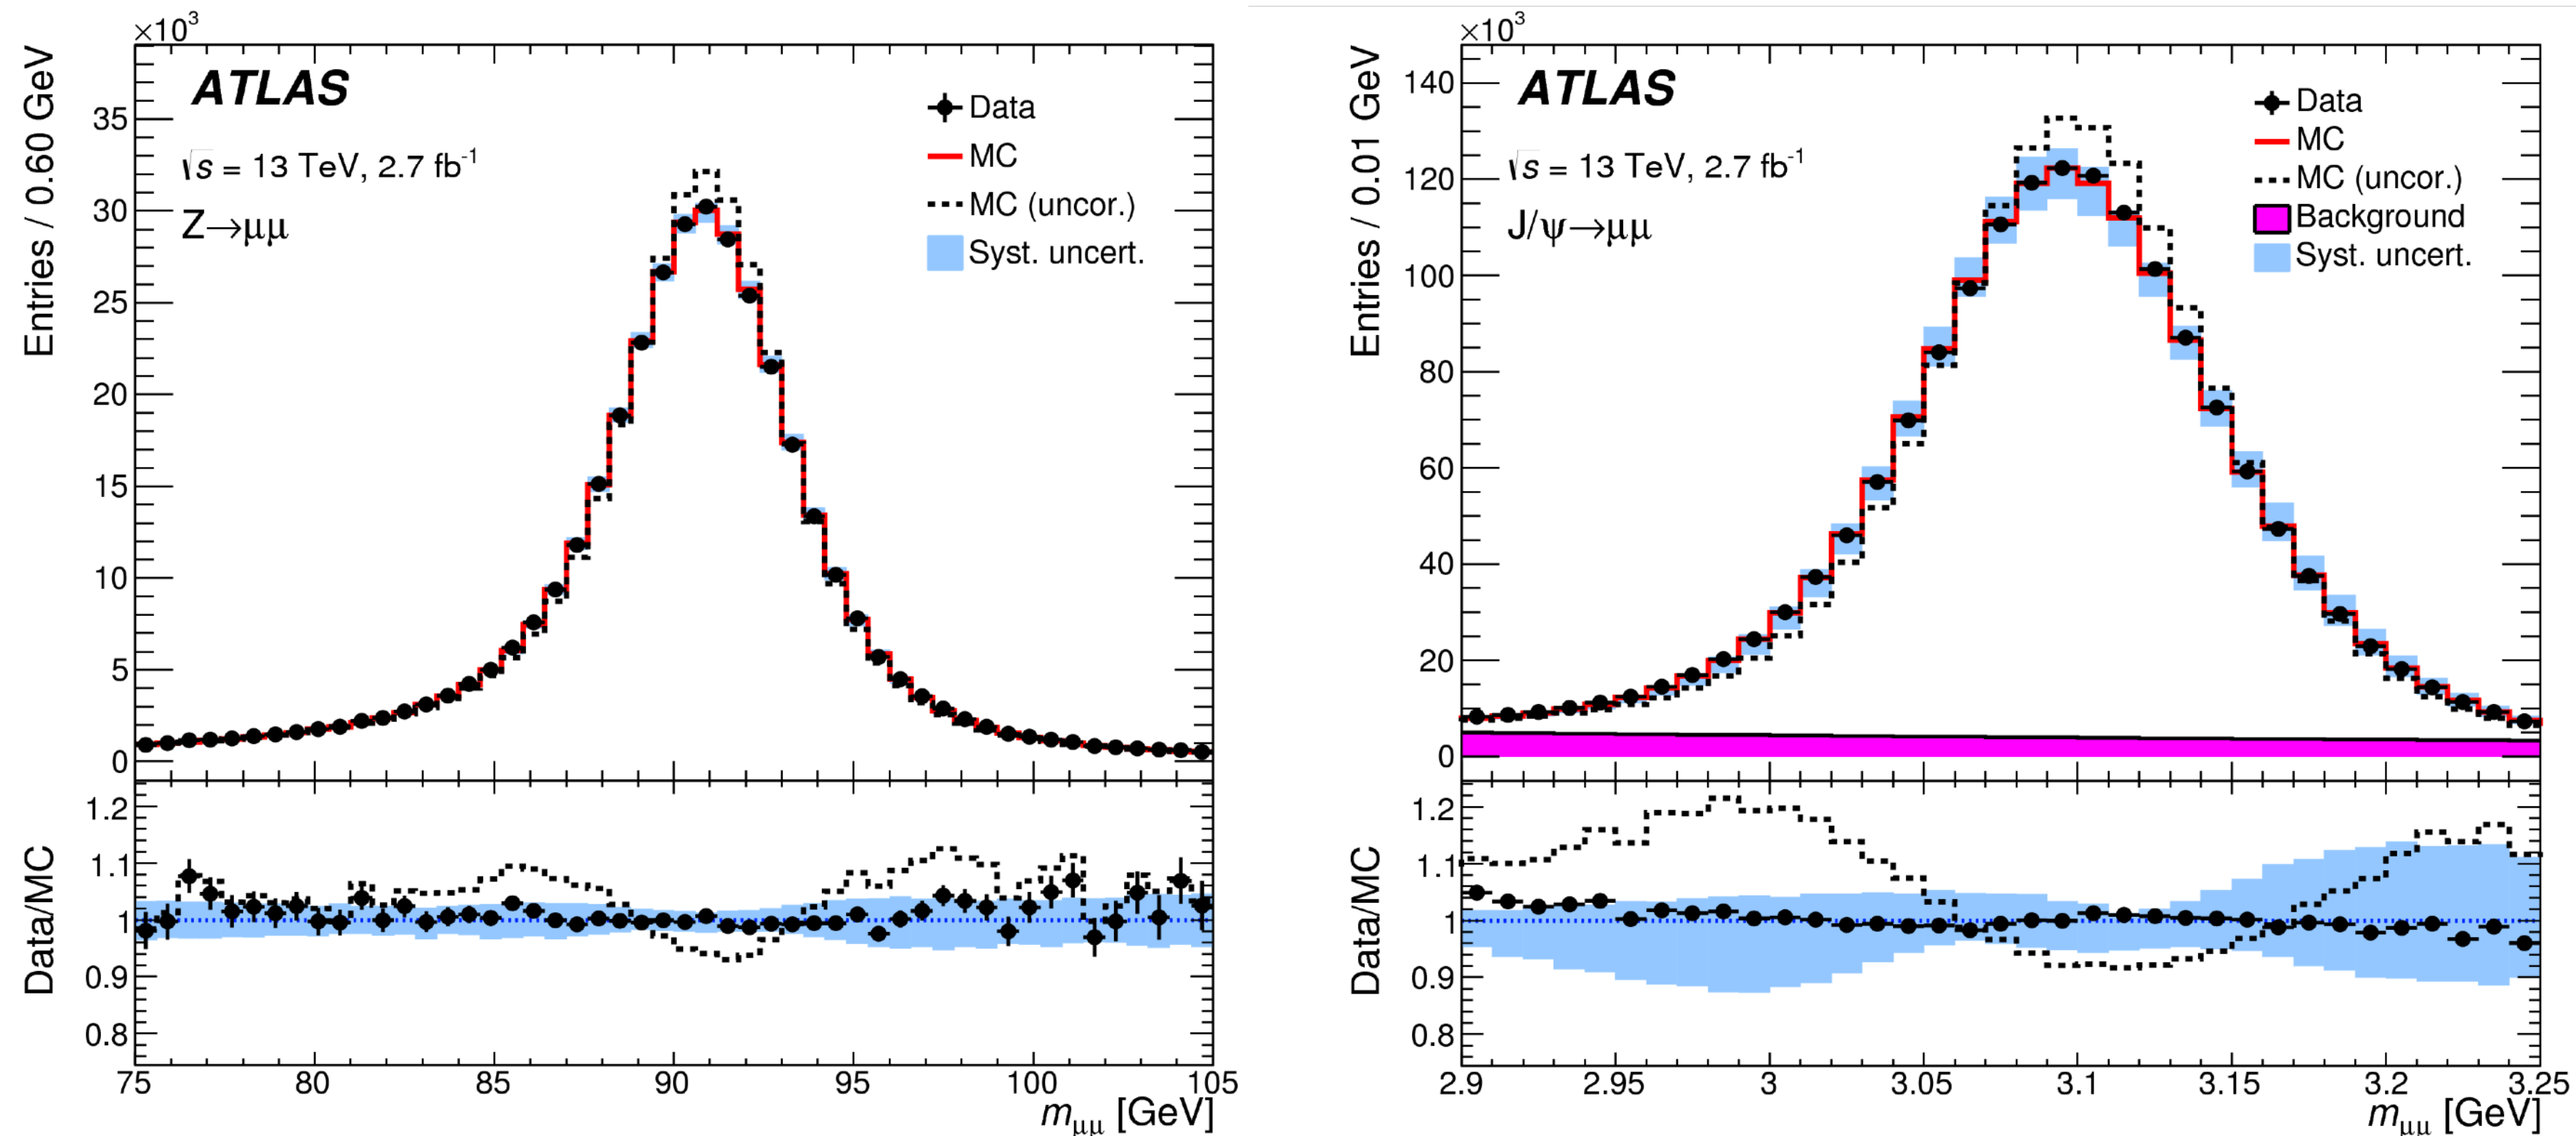 ×10³
ATLAS
√s = 13 TeV, 2.7 fb⁻¹
Z→μμ
Data
MC
MC (uncor.)
Syst. uncert.
Entries / 0.60 GeV
35
30
25
20
15
10
5
0
Data/MC
1.2
1.1
1
0.9
0.8
75 80 85 90 95 100 105
mμμ [GeV]
×10³
ATLAS
√s = 13 TeV, 2.7 fb⁻¹
J/ψ→μμ
Data
MC
MC (uncor.)
Background
Syst. uncert.
Entries / 0.01 GeV
140
120
100
80
60
40
20
0
Data/MC
1.2
1.1
1
0.9
0.8
2.9 2.95 3 3.05 3.1 3.15 3.2 3.25
mμμ [GeV]